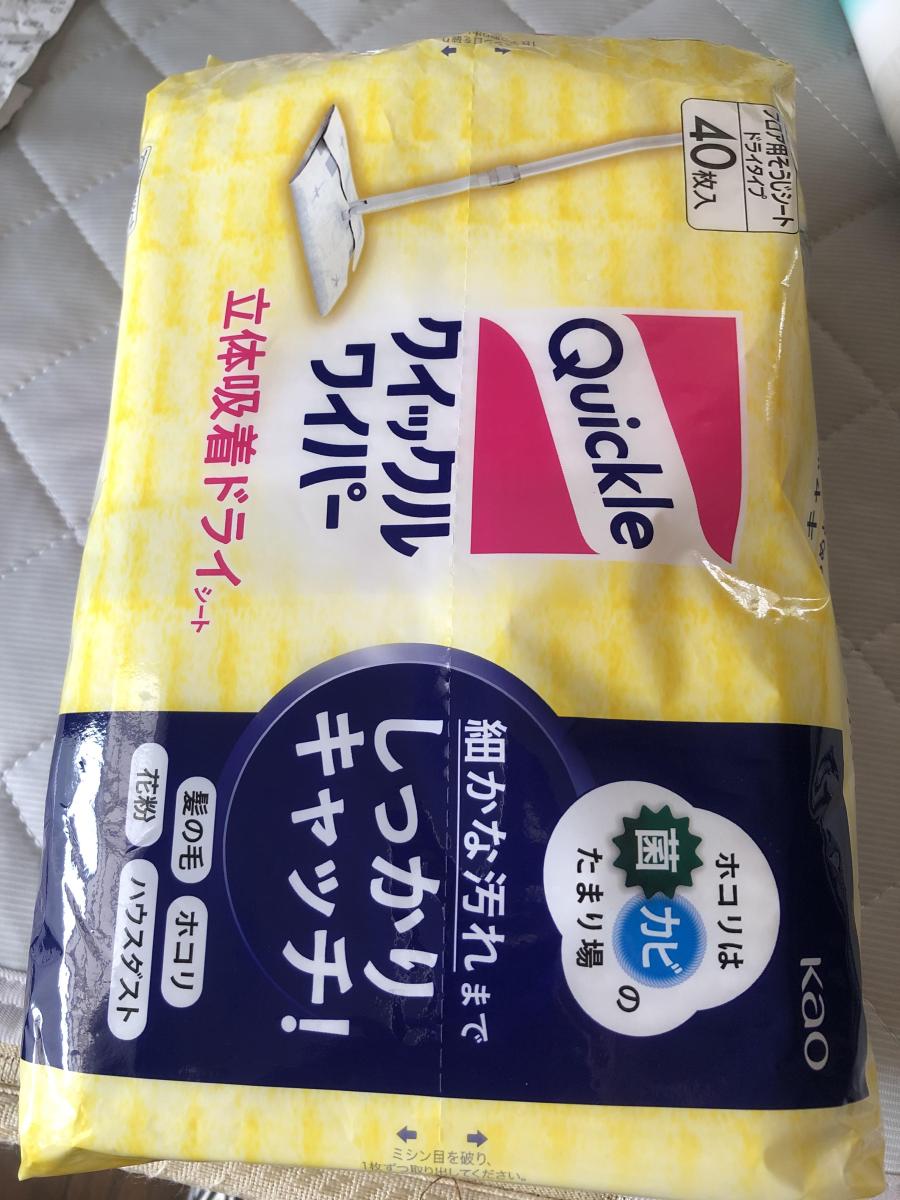 フロア用そうじシート
ドライタイプ
40枚入
Quickle
クイックル
ワイパー
立体吸着ドライシート
Kao
ホコリは
菌カビの
たまり場
細かな汚れまで
しっかり
キャッチ!
髪の毛
ホコリ
花粉
ハウスダスト
ミシン目を破り、
1枚ずつ取り出してください。